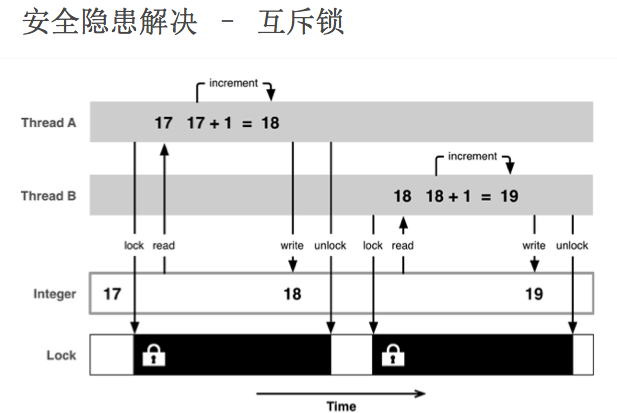 安全隐患解决 - 互斥锁
increment
Thread A 17 17 + 1 = 18
increment
Thread B 18 18 + 1 = 19
lock read write unlock lock read write unlock
Integer 17 18 19
Lock
Time